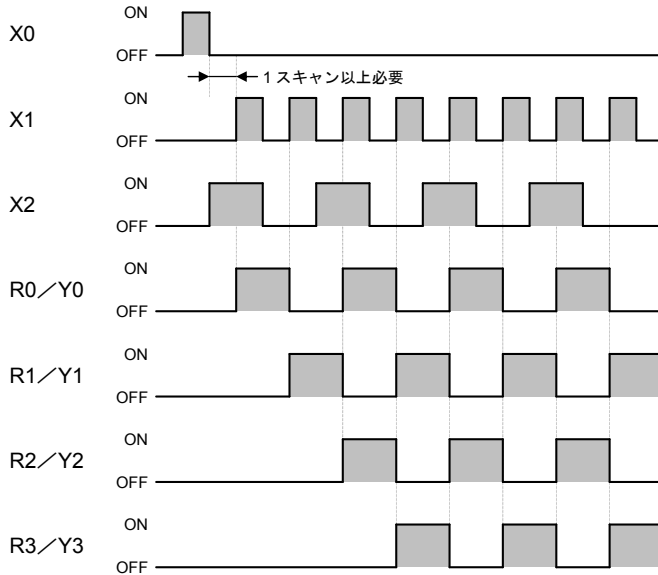 X0
ON
OFF
1スキャン以上必要
X1
ON
OFF
X2
ON
OFF
R0／Y0
ON
OFF
R1／Y1
ON
OFF
R2／Y2
ON
OFF
R3／Y3
ON
OFF